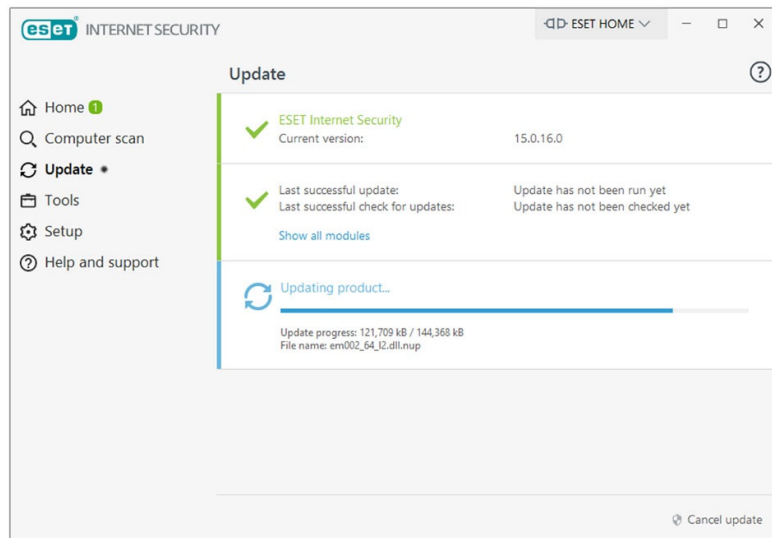 eset INTERNET SECURITY
ESET HOME
Update
?
Home 1
Computer scan
Update
Tools
Setup
Help and support
ESET Internet Security
Current version: 15.0.16.0
Last successful update: Update has not been run yet
Last successful check for updates: Update has not been checked yet
Show all modules
Updating product...
Update progress: 121,709 kB / 144,368 kB
File name: em002_64_l2.dll.nup
Cancel update